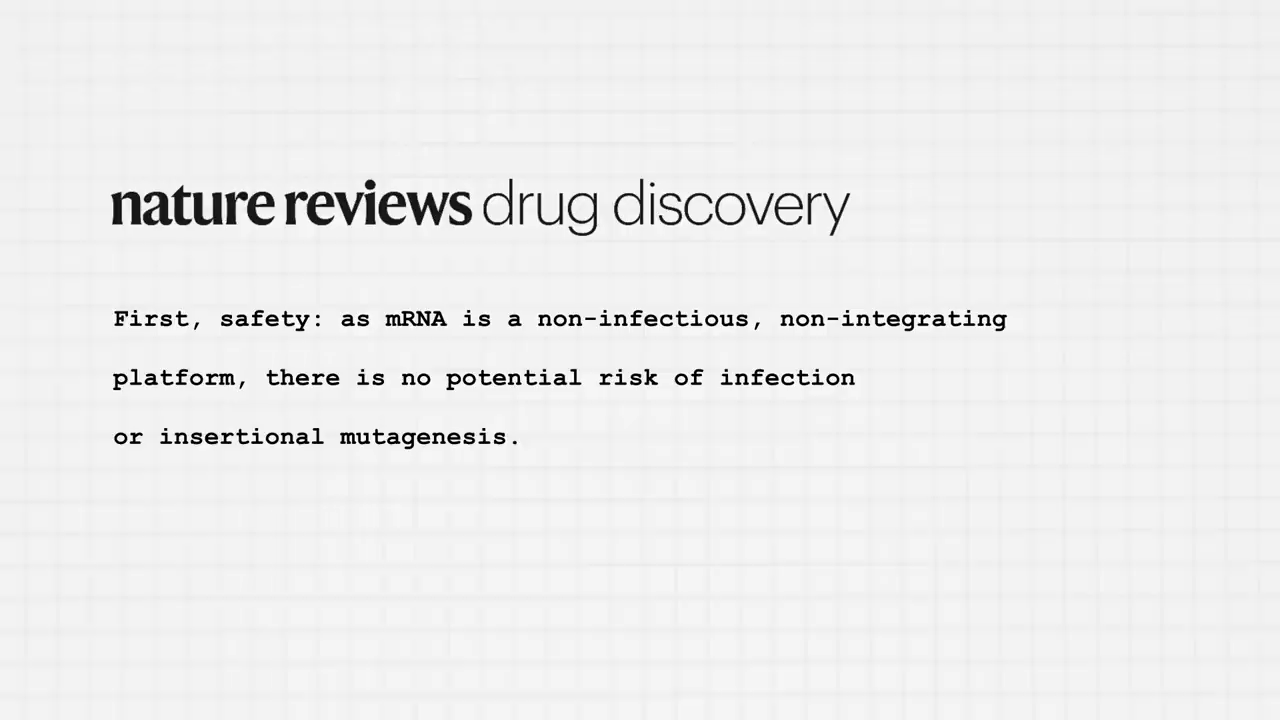 nature reviews drug discovery
First, safety: as mRNA is a non-infectious, non-integrating
platform, there is no potential risk of infection
or insertional mutagenesis.